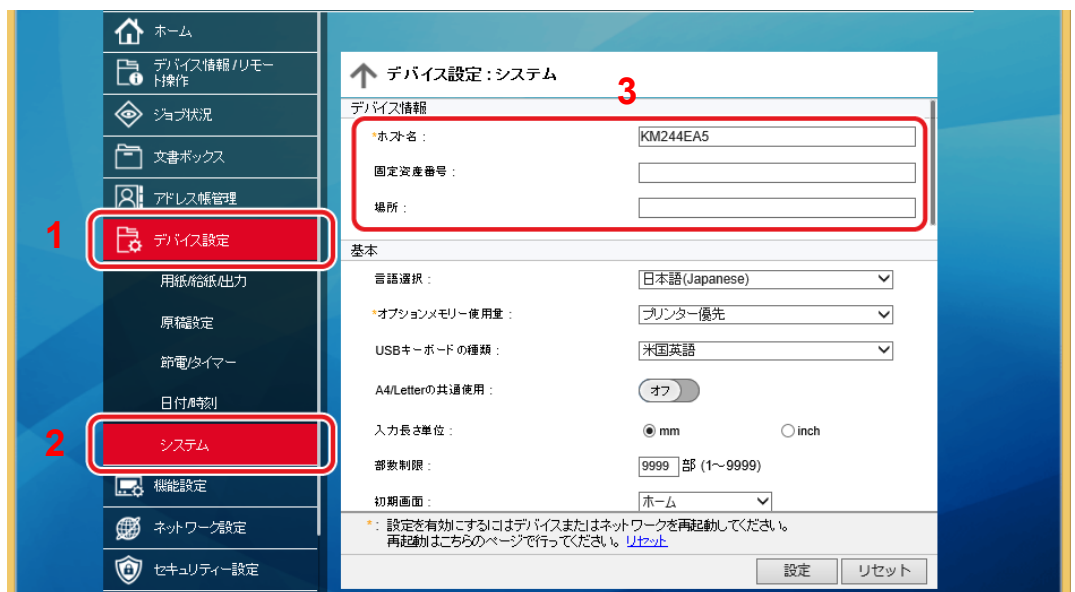 ホーム
デバイス情報/リモー
ト操作
ジョブ状況
文書ボックス
アドレス帳管理
1
デバイス設定
用紙/給紙/出力
原稿設定
節電/タイマー
日付/時刻
2
システム
機能設定
ネットワーク設定
セキュリティー設定
デバイス設定 : システム
3
デバイス情報
*ホスト名 : KM244EA5
固定資産番号 :
場所 :
基本
言語選択 : 日本語(Japanese)
*オプションメモリー使用量 : プリンター優先
USBキーボードの種類 : 米国英語
A4/Letterの共通使用 : オフ
入力長さ単位 : mm inch
部数制限 : 9999 部 (1~9999)
初期画面 : ホーム
* : 設定を有効にするにはデバイスまたはネットワークを再起動してください。
再起動はこちらのページで行ってください。 リセット
設定 リセット